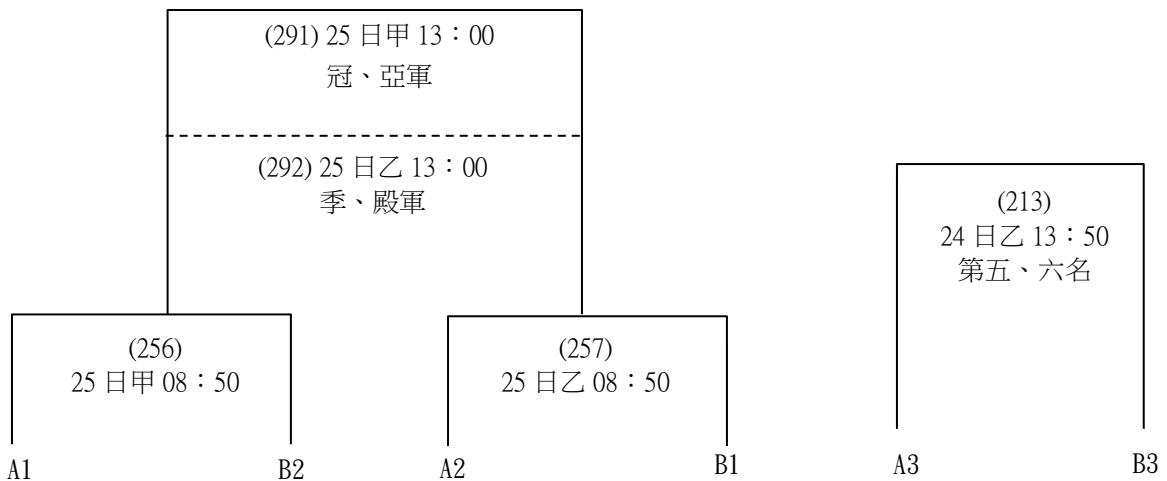 (291) 25 日甲 13：00
冠、亞軍
(292) 25 日乙 13：00
季、殿軍
(213)
24 日乙 13：50
第五、六名
(256)
25 日甲 08：50
(257)
25 日乙 08：50
A1
B2
A2
B1
A3
B3